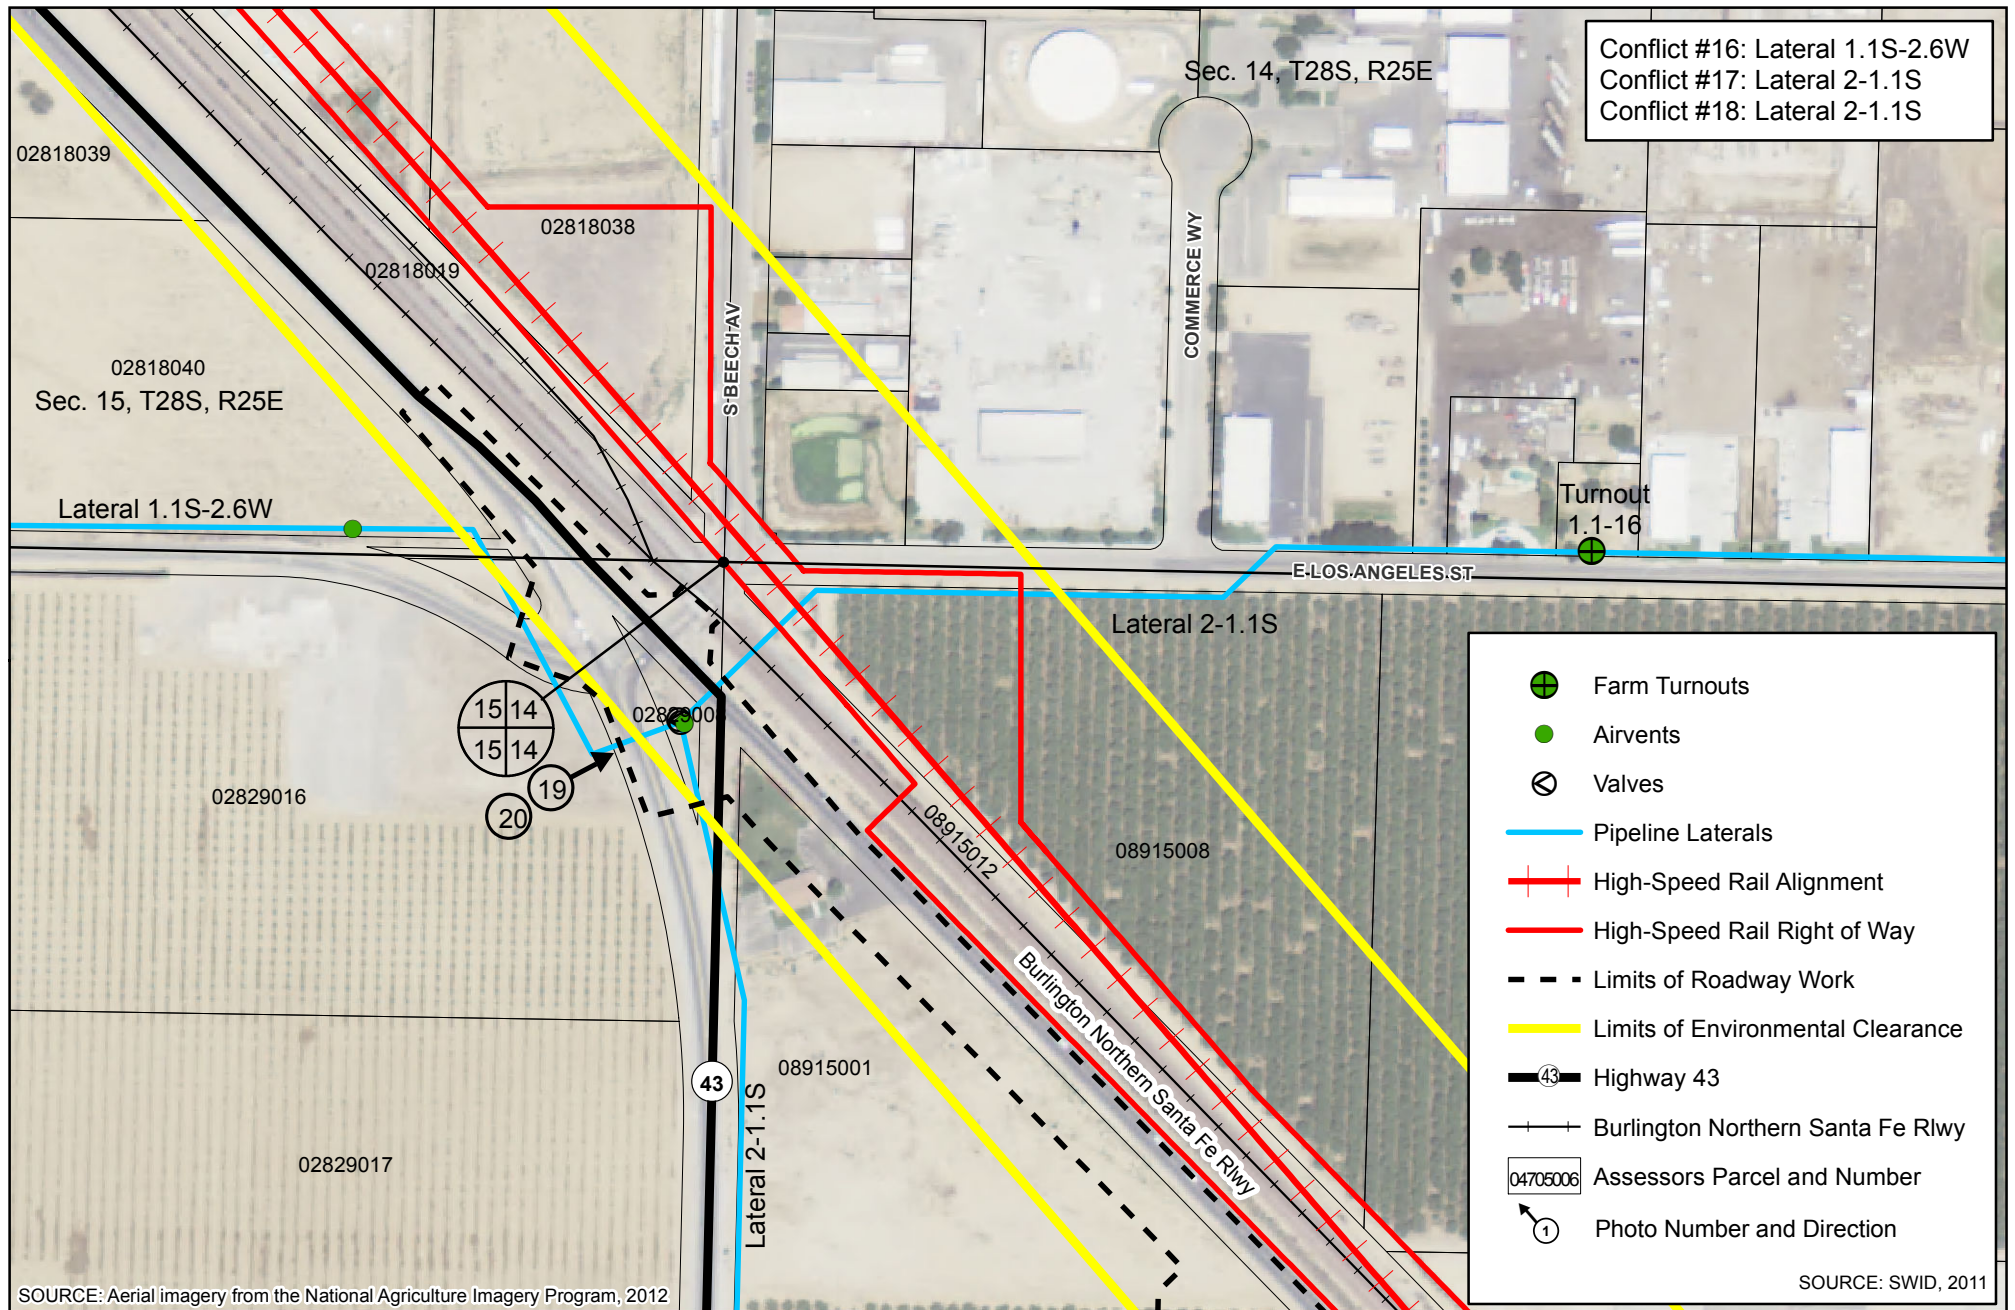 Conflict #16: Lateral 1.1S-2.6W
Conflict #17: Lateral 2-1.1S
Conflict #18: Lateral 2-1.1S
Sec. 14, T28S, R25E
02818039
02818038
02818019
S BEECH AV
COMMERCE WY
02818040
Sec. 15, T28S, R25E
Lateral 1.1S-2.6W
Turnout
1.1-16
E LOS ANGELES ST
Lateral 2-1.1S
15 14
15 14
02829008
19
20
02829016
08915012
08915008
Burlington Northern Santa Fe Rlwy
43
08915001
Lateral 2-1.1S
02829017
Farm Turnouts
Airvents
Valves
Pipeline Laterals
High-Speed Rail Alignment
High-Speed Rail Right of Way
Limits of Roadway Work
Limits of Environmental Clearance
43 Highway 43
Burlington Northern Santa Fe Rlwy
04705006 Assessors Parcel and Number
1 Photo Number and Direction
SOURCE: SWID, 2011
SOURCE: Aerial imagery from the National Agriculture Imagery Program, 2012